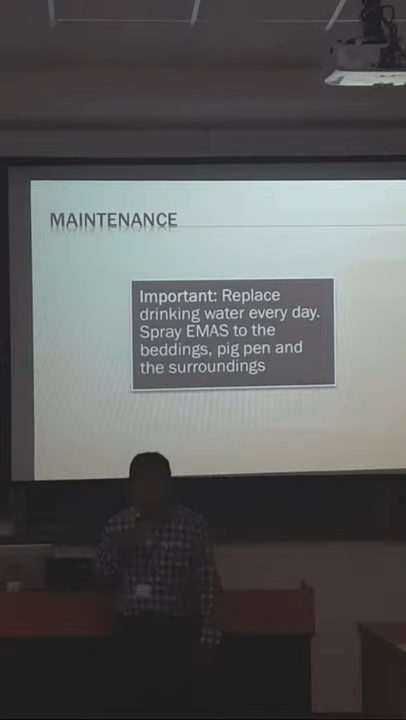 MAINTENANCE
Important: Replace
drinking water every day.
Spray EMAS to the
beddings, pig pen and
the surroundings